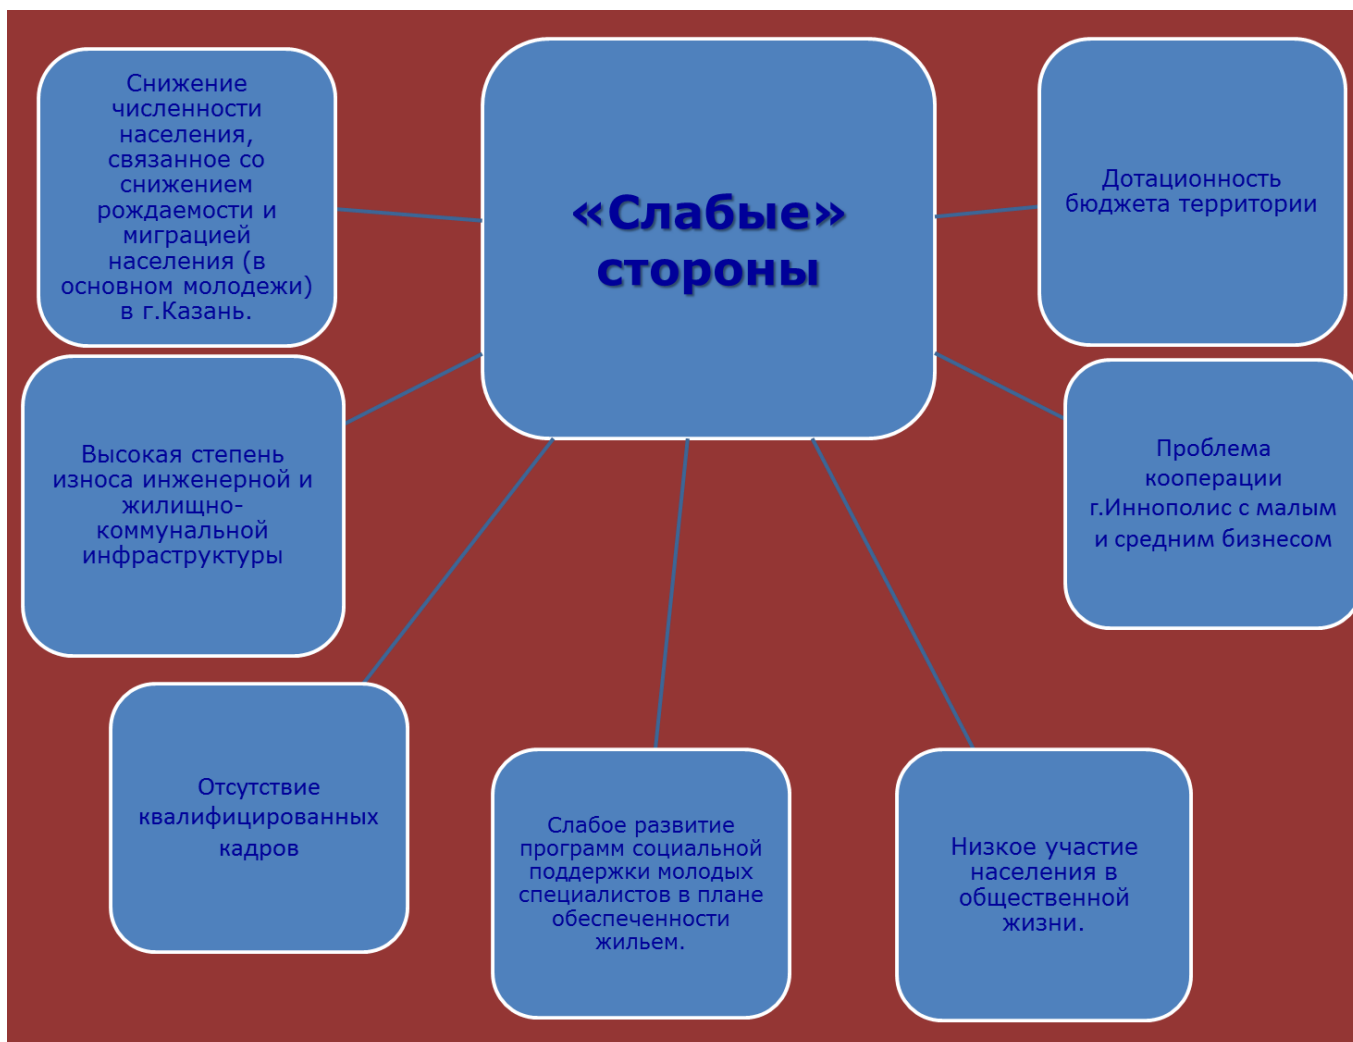 «Слабые»
стороны
Снижение
численности
населения,
связанное со
снижением
рождаемости и
миграцией
населения (в
основном молодежи)
в г.Казань.
Высокая степень
износа инженерной и
жилищно-
коммунальной
инфраструктуры
Отсутствие
квалифицированных
кадров
Слабое развитие
программ социальной
поддержки молодых
специалистов в плане
обеспеченности
жильем.
Низкое участие
населения в
общественной
жизни.
Проблема
кооперации
г.Иннополис с малым
и средним бизнесом
Дотационность
бюджета территории